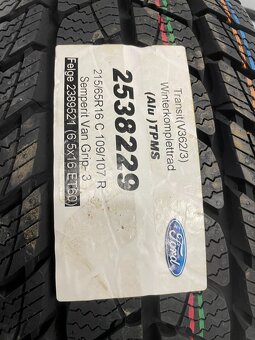 Transit(V362/3)
Winterkomplettrad
(Alu )TPMS
2538229
215/65R16 C 109/107 R
Semperit Van Grip. 3
Felge 2389521 (6,5x16 ET60)
Ford